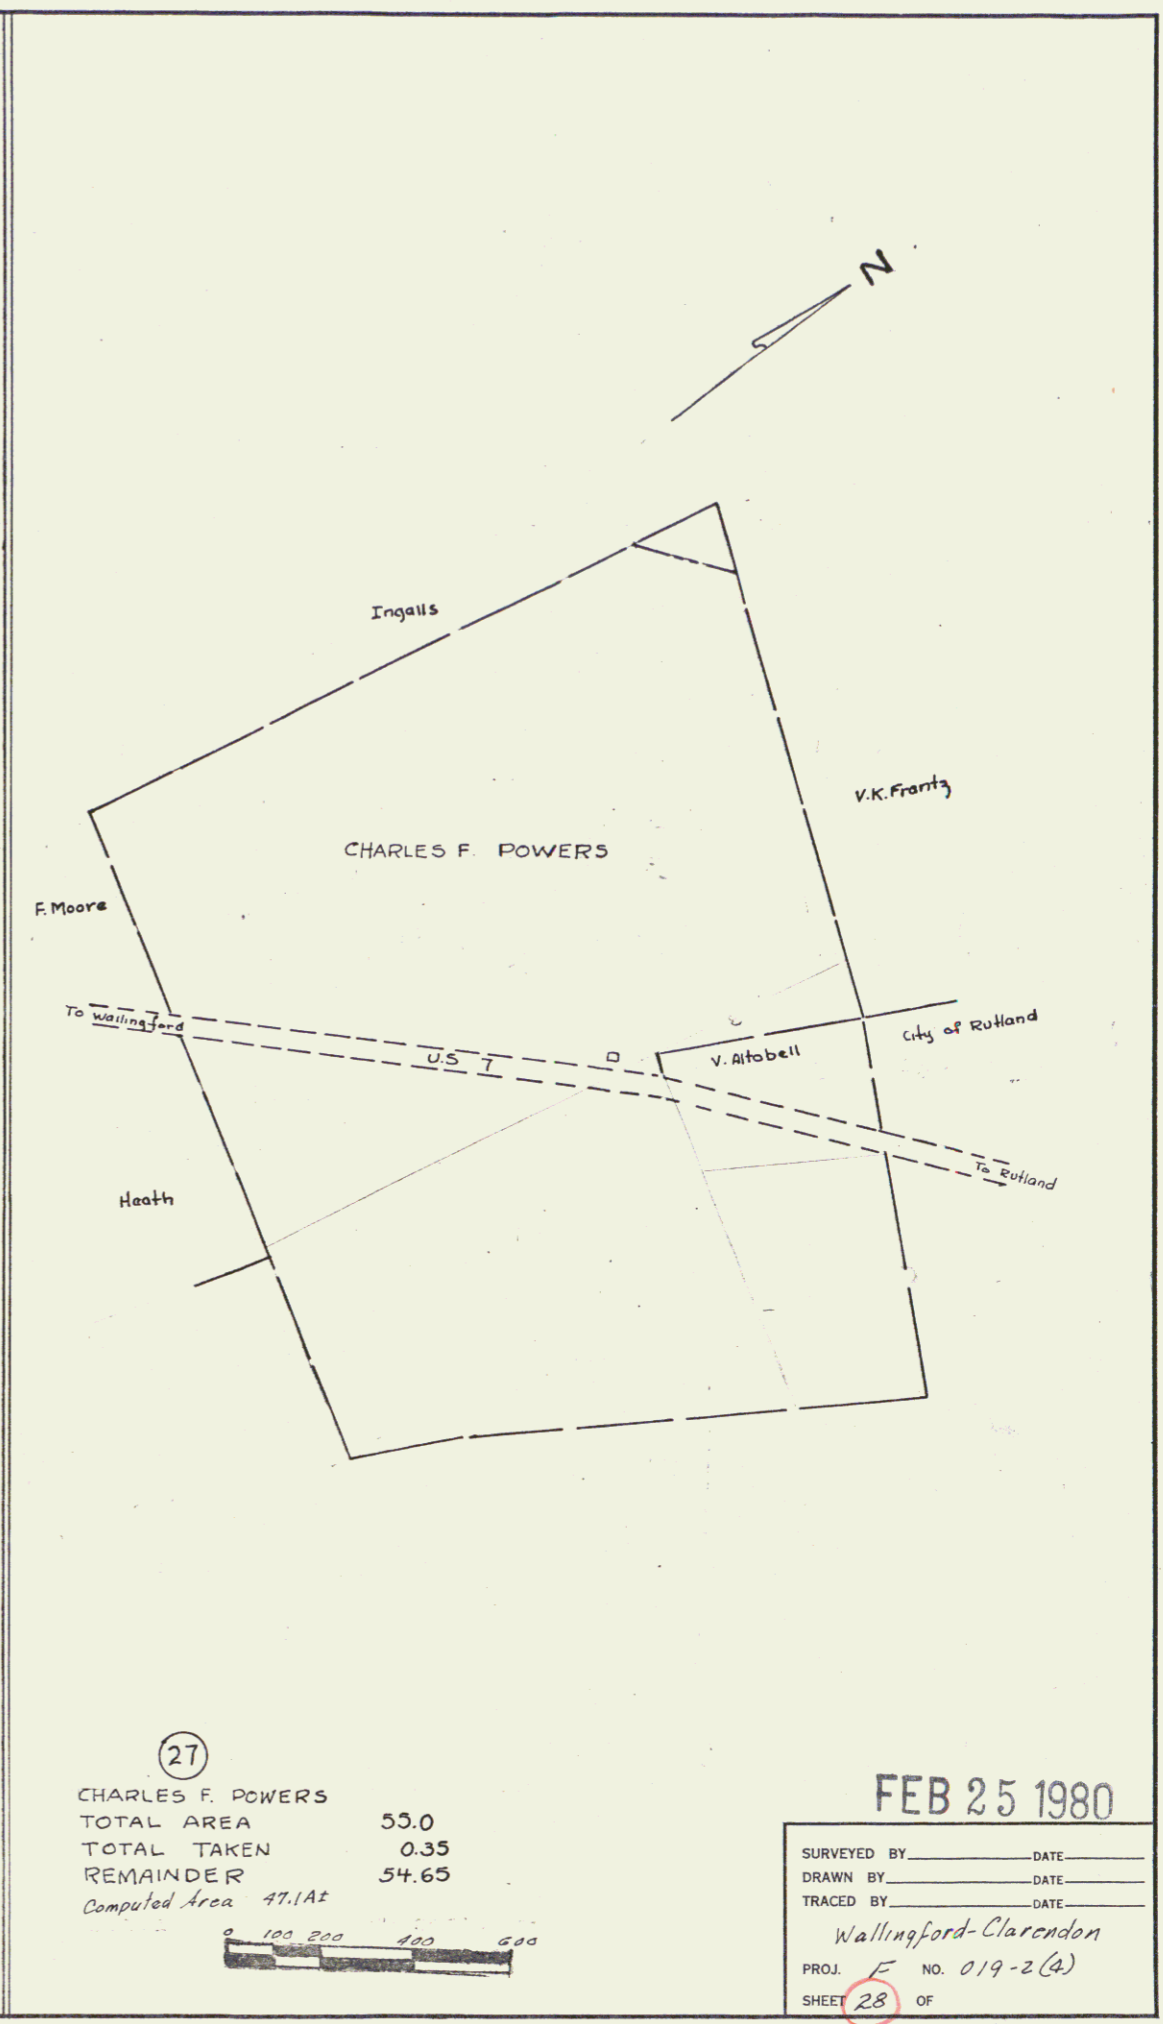 N
Ingalls
V.K. Frantz
CHARLES F. POWERS
F. Moore
To Wallingford
U.S 7
V. Altobell
City of Rutland
To Rutland
Heath
27
CHARLES F. POWERS
TOTAL AREA 55.0
TOTAL TAKEN 0.35
REMAINDER 54.65
Computed Area 47.1A±
0 100 200 400 600
FEB 25 1980
SURVEYED BY DATE
DRAWN BY DATE
TRACED BY DATE
Wallingford-Clarendon
PROJ. F NO. 019-2(4)
SHEET 28 OF